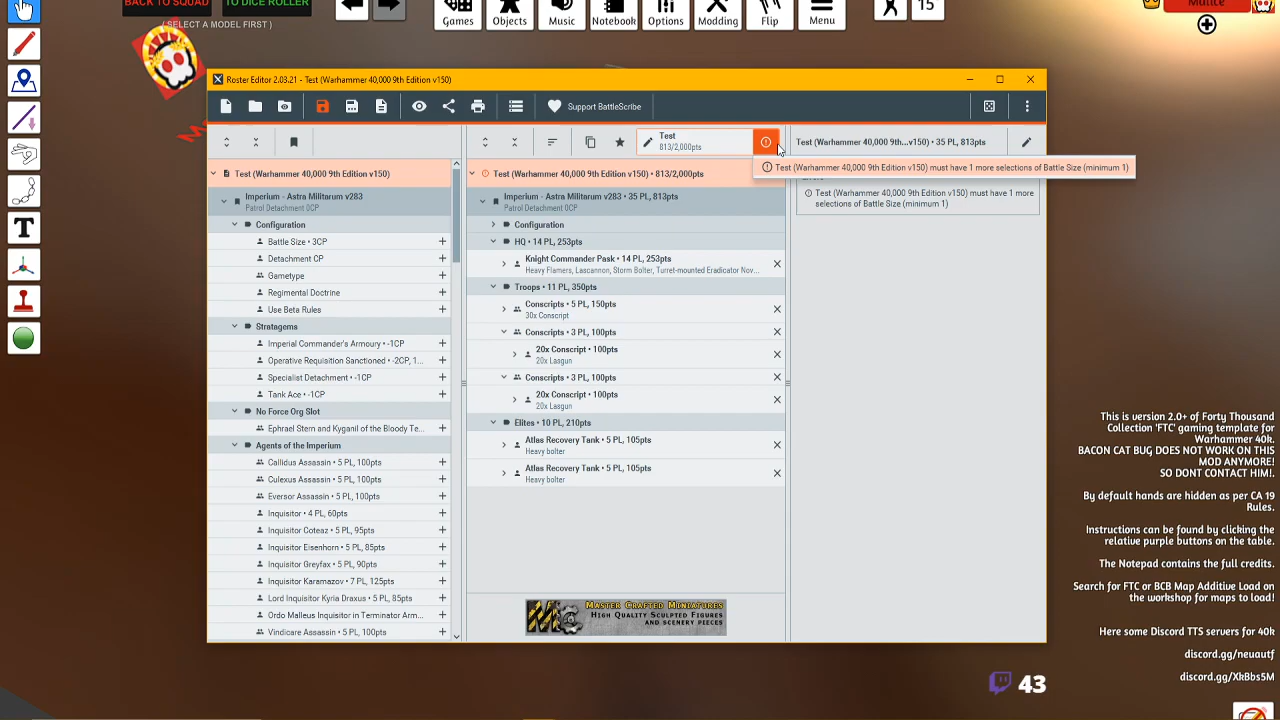 BACK TO SQUAD
TO DICE ROLLER
( SELECT A MODEL FIRST )
Games
Objects
Music
Notebook
Options
Modding
Flip
Menu
15
Malice
Roster Editor 2.03.21 - Test (Warhammer 40,000 9th Edition v150)
Support BattleScribe
Test
813/2,000pts
Test (Warhammer 40,000 9th...v150) • 35 PL, 813pts
Test (Warhammer 40,000 9th Edition v150) must have 1 more selections of Battle Size (minimum 1)
Test (Warhammer 40,000 9th Edition v150) must have 1 more
selections of Battle Size (minimum 1)
Test (Warhammer 40,000 9th Edition v150)
Imperium - Astra Militarum v283
Patrol Detachment 0CP
Configuration
Battle Size • 3CP
Detachment CP
Gametype
Regimental Doctrine
Use Beta Rules
Stratagems
Imperial Commander's Armoury • -1CP
Operative Requisition Sanctioned • -2CP, 1...
Specialist Detachment • -1CP
Tank Ace • -1CP
No Force Org Slot
Ephrael Stern and Kyganil of the Bloody Te...
Agents of the Imperium
Callidus Assassin • 5 PL, 100pts
Culexus Assassin • 5 PL, 100pts
Eversor Assassin • 5 PL, 100pts
Inquisitor • 4 PL, 60pts
Inquisitor Coteaz • 5 PL, 95pts
Inquisitor Eisenhorn • 5 PL, 85pts
Inquisitor Greyfax • 5 PL, 90pts
Inquisitor Karamazov • 7 PL, 125pts
Lord Inquisitor Kyria Draxus • 5 PL, 85pts
Ordo Malleus Inquisitor in Terminator Arm...
Vindicare Assassin • 5 PL, 100pts
Test (Warhammer 40,000 9th Edition v150) • 813/2,000pts
Imperium - Astra Militarum v283 • 35 PL, 813pts
Patrol Detachment 0CP
Configuration
HQ • 14 PL, 253pts
Knight Commander Pask • 14 PL, 253pts
Heavy Flamers, Lascannon, Storm Bolter, Turret-mounted Eradicator Nov...
Troops • 11 PL, 350pts
Conscripts • 5 PL, 150pts
30x Conscript
Conscripts • 3 PL, 100pts
20x Conscript • 100pts
20x Lasgun
Conscripts • 3 PL, 100pts
20x Conscript • 100pts
20x Lasgun
Elites • 10 PL, 210pts
Atlas Recovery Tank • 5 PL, 105pts
Heavy bolter
Atlas Recovery Tank • 5 PL, 105pts
Heavy bolter
Master Crafted Miniatures
High Quality Sculpted Figures
and scenery pieces
This is version 2.0+ of Forty Thousand
Collection 'FTC' gaming template for
Warhammer 40k.
BACON CAT BUG DOES NOT WORK ON THIS
MOD ANYMORE!
SO DONT CONTACT HIM!.
By default hands are hidden as per CA 19
Rules.
Instructions can be found by clicking the
relative purple buttons on the table.
The Notepad contains the full credits.
Search for FTC or BCB Map Additive Load on
the workshop for maps to load!
Here some Discord TTS servers for 40k
discord.gg/neuautf
discord.gg/XkBbs5M
43